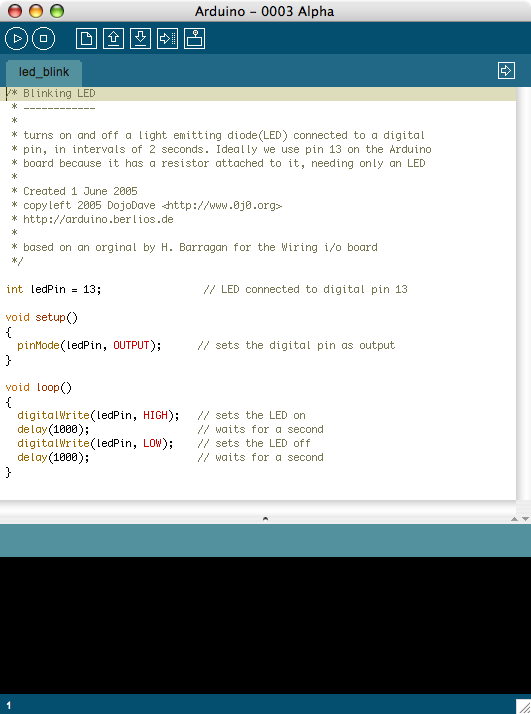 Arduino - 0003 Alpha
led_blink
/* Blinking LED
 * ------------
 *
 * turns on and off a light emitting diode(LED) connected to a digital
 * pin, in intervals of 2 seconds. Ideally we use pin 13 on the Arduino
 * board because it has a resistor attached to it, needing only an LED
 *
 * Created 1 June 2005
 * copyleft 2005 DojoDave <http://www.0j0.org>
 * http://arduino.berlios.de
 *
 * based on an orginal by H. Barragan for the Wiring i/o board
 */
int ledPin = 13;                 // LED connected to digital pin 13
void setup()
{
  pinMode(ledPin, OUTPUT);      // sets the digital pin as output
}
void loop()
{
  digitalWrite(ledPin, HIGH);   // sets the LED on
  delay(1000);                  // waits for a second
  digitalWrite(ledPin, LOW);    // sets the LED off
  delay(1000);                  // waits for a second
}
1